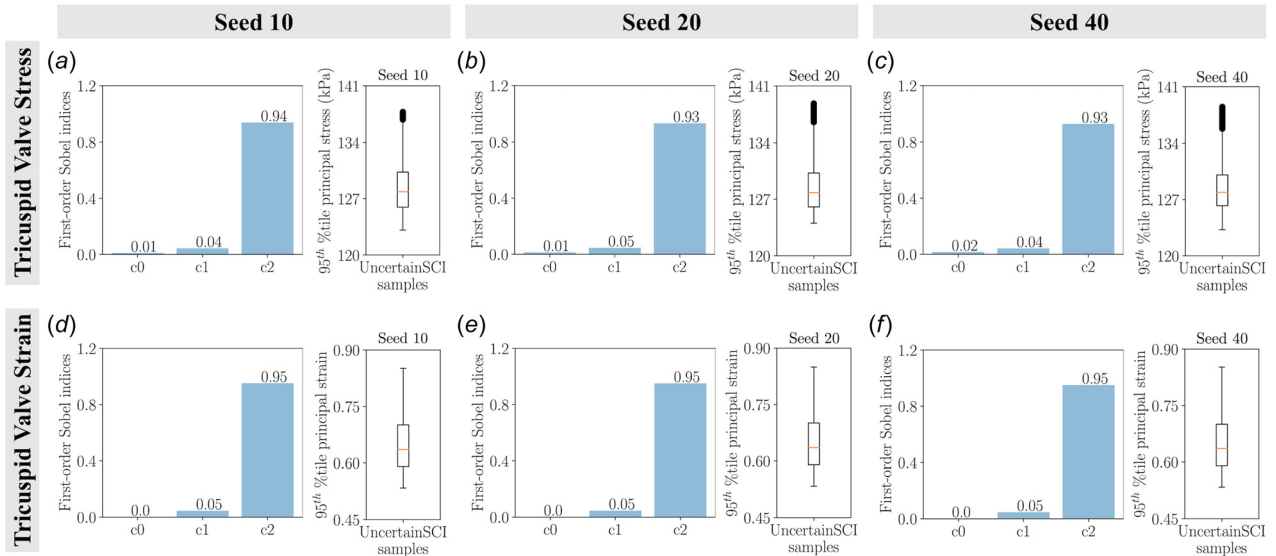 Seed 10
Seed 20
Seed 40
Tricuspid Valve Stress
(a)
First-order Sobel indices
1.2
0.8
0.4
0.0
0.01
0.04
0.94
c0
c1
c2
Seed 10
95th %tile principal stress (kPa)
141
134
127
120
UncertainSCI
samples
(b)
First-order Sobel indices
1.2
0.8
0.4
0.0
0.01
0.05
0.93
c0
c1
c2
Seed 20
95th %tile principal stress (kPa)
141
134
127
120
UncertainSCI
samples
(c)
First-order Sobel indices
1.2
0.8
0.4
0.0
0.02
0.04
0.93
c0
c1
c2
Seed 40
95th %tile principal stress (kPa)
141
134
127
120
UncertainSCI
samples
Tricuspid Valve Strain
(d)
First-order Sobel indices
1.2
0.8
0.4
0.0
0.0
0.05
0.95
c0
c1
c2
Seed 10
95th %tile principal strain
0.90
0.75
0.60
0.45
UncertainSCI
samples
(e)
First-order Sobel indices
1.2
0.8
0.4
0.0
0.0
0.05
0.95
c0
c1
c2
Seed 20
95th %tile principal strain
0.90
0.75
0.60
0.45
UncertainSCI
samples
(f)
First-order Sobel indices
1.2
0.8
0.4
0.0
0.0
0.05
0.95
c0
c1
c2
Seed 40
95th %tile principal strain
0.90
0.75
0.60
0.45
UncertainSCI
samples